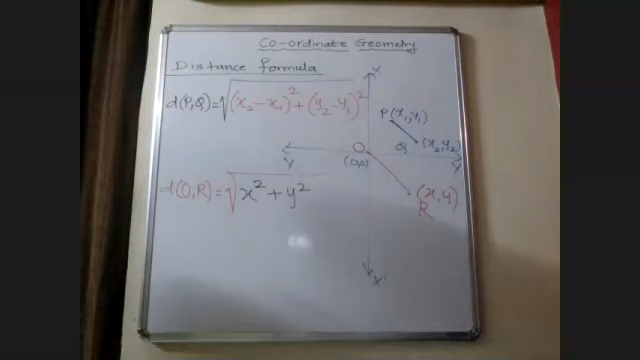 Co-ordinate Geometry
Distance formula
d(P,Q)=√(x₂-x₁)²+(y₂-y₁)²
d(O,R)=√x²+y²
X
P(x₁,y₁)
Q (x₂,y₂)
Y
Y
O
(0,0)
(x,y)
R
X'